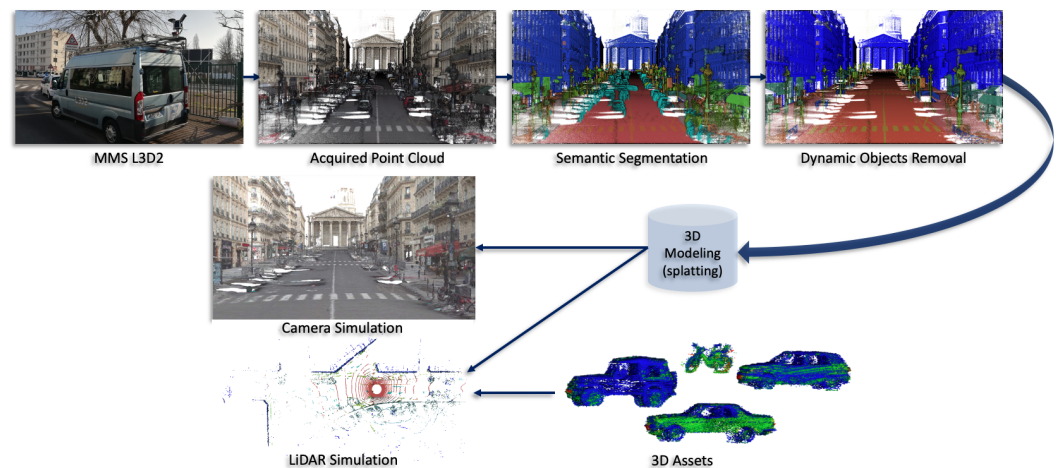 MMS L3D2
Acquired Point Cloud
Semantic Segmentation
Dynamic Objects Removal
3D
Modeling
(splatting)
Camera Simulation
LiDAR Simulation
3D Assets